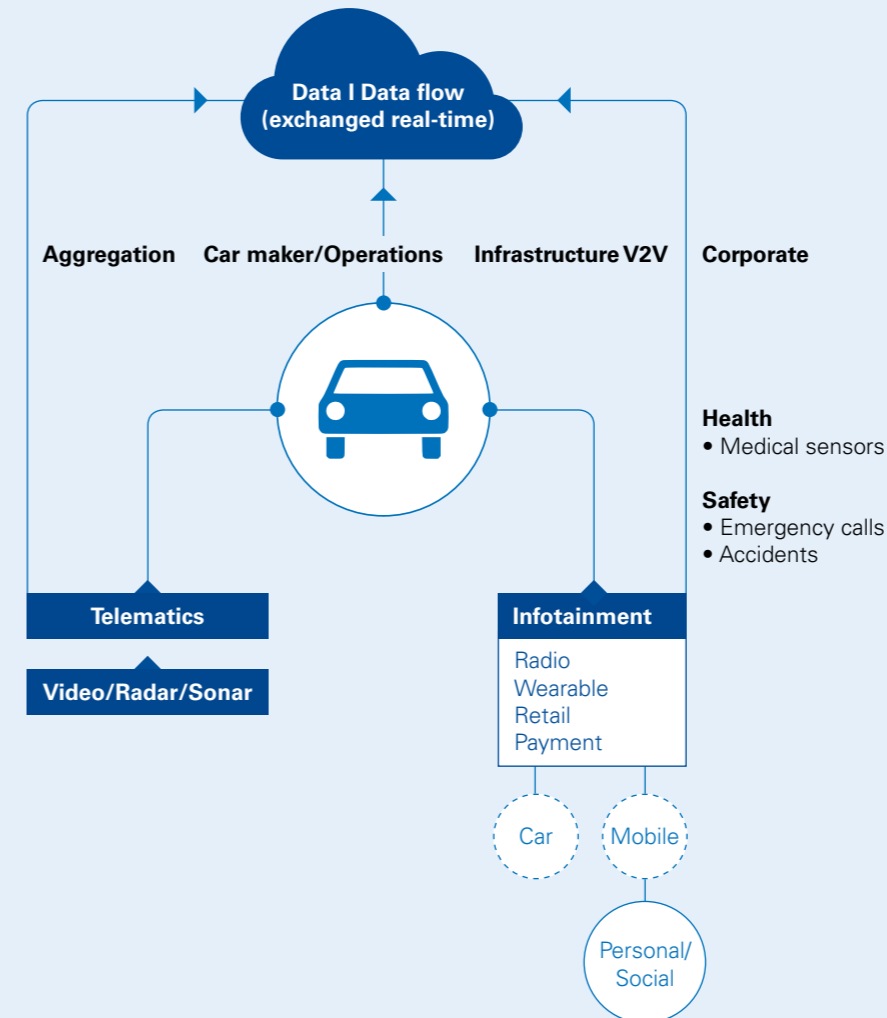 Data I Data flow
(exchanged real-time)
Aggregation
Car maker/Operations
Infrastructure V2V
Corporate
Health
• Medical sensors
Safety
• Emergency calls
• Accidents
Telematics
Video/Radar/Sonar
Infotainment
Radio
Wearable
Retail
Payment
Car
Mobile
Personal/
Social